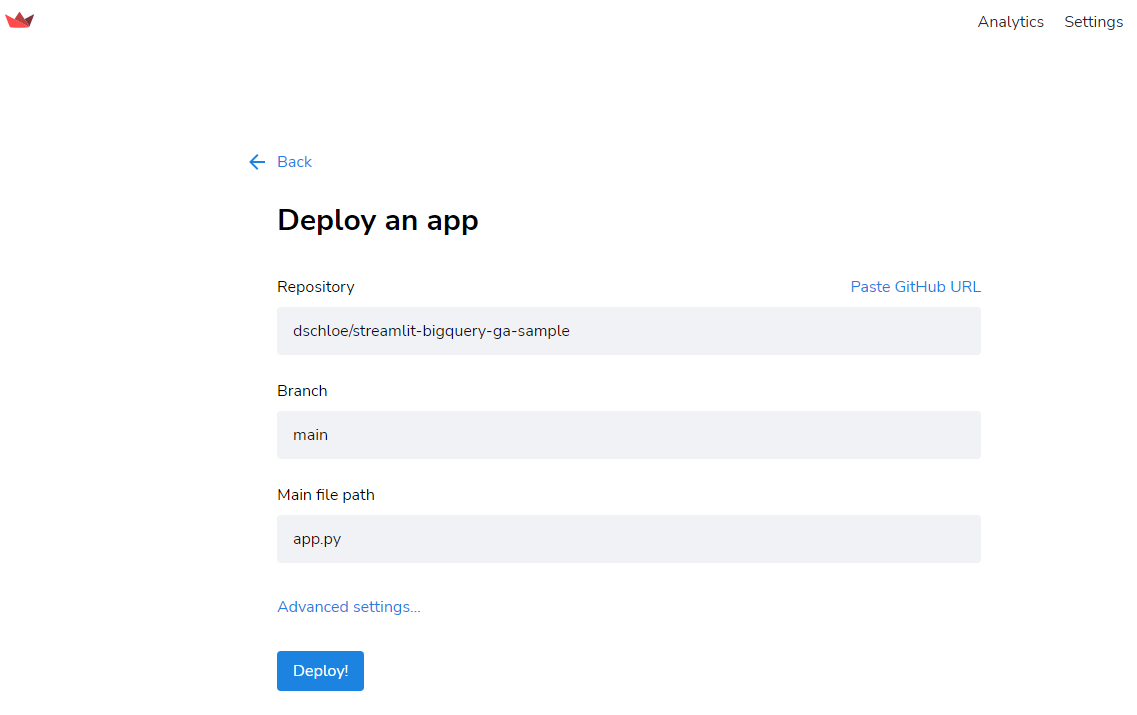 Analytics Settings
Back
Deploy an app
Repository Paste GitHub URL
dschloe/streamlit-bigquery-ga-sample
Branch
main
Main file path
app.py
Advanced settings...
Deploy!